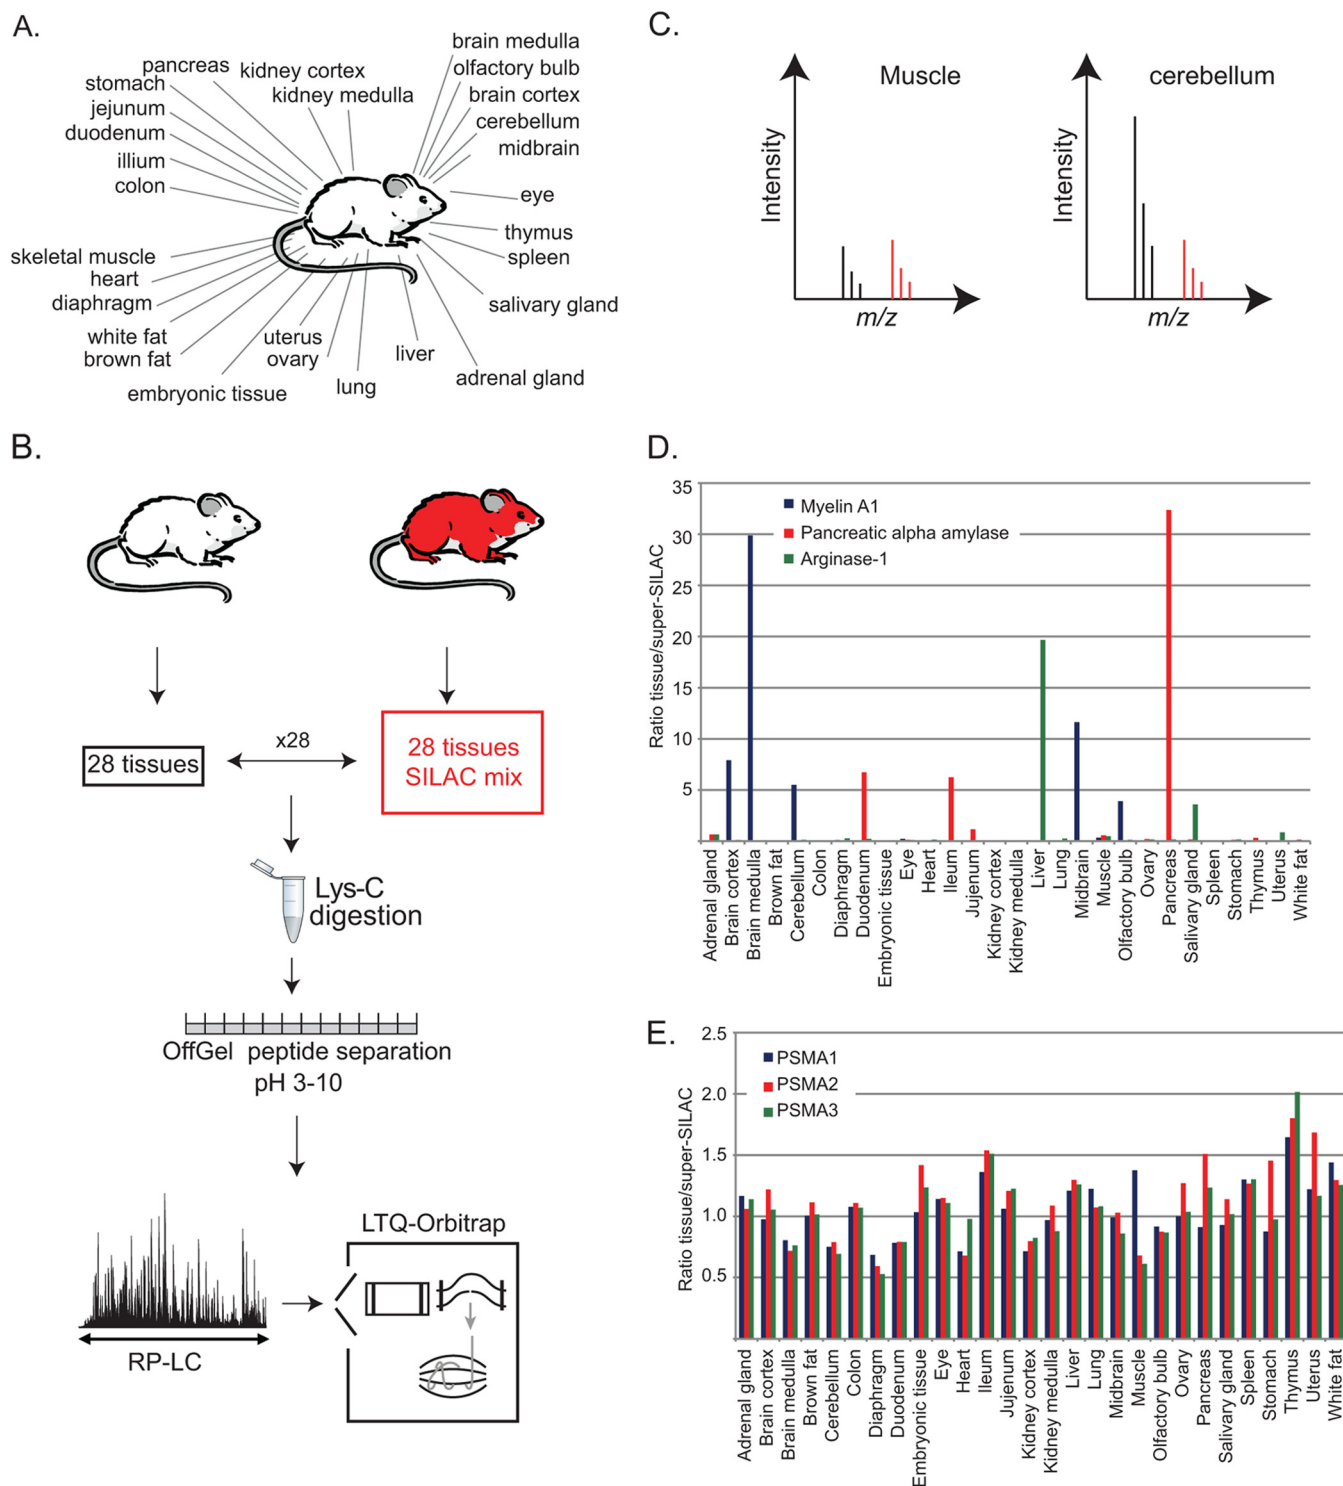 A.
pancreas
stomach
jejunum
duodenum
illium
colon
kidney cortex
kidney medulla
brain medulla
olfactory bulb
brain cortex
cerebellum
midbrain
eye
thymus
spleen
salivary gland
adrenal gland
skeletal muscle
heart
diaphragm
white fat
brown fat
embryonic tissue
uterus
ovary
lung
liver
B.
28 tissues
x28
28 tissues
SILAC mix
Lys-C
digestion
OffGel peptide separation
pH 3-10
RP-LC
LTQ-Orbitrap
C.
Muscle
Intensity
m/z
cerebellum
Intensity
m/z
D.
Ratio tissue/super-SILAC
35
30
25
20
15
10
5
Myelin A1
Pancreatic alpha amylase
Arginase-1
Adrenal gland
Brain cortex
Brain medulla
Brown fat
Cerebellum
Colon
Diaphragm
Duodenum
Embryonic tissue
Eye
Heart
Ileum
Jujenum
Kidney cortex
Kidney medulla
Liver
Lung
Midbrain
Muscle
Olfactory bulb
Ovary
Pancreas
Salivary gland
Spleen
Stomach
Thymus
Uterus
White fat
E.
Ratio tissue/super-SILAC
2.5
2.0
1.5
1.0
0.5
PSMA1
PSMA2
PSMA3
Adrenal gland
Brain cortex
Brain medulla
Brown fat
Cerebellum
Colon
Diaphragm
Duodenum
Embryonic tissue
Eye
Heart
Ileum
Jujenum
Kidney cortex
Kidney medulla
Liver
Lung
Midbrain
Muscle
Olfactory bulb
Ovary
Pancreas
Salivary gland
Spleen
Stomach
Thymus
Uterus
White fat